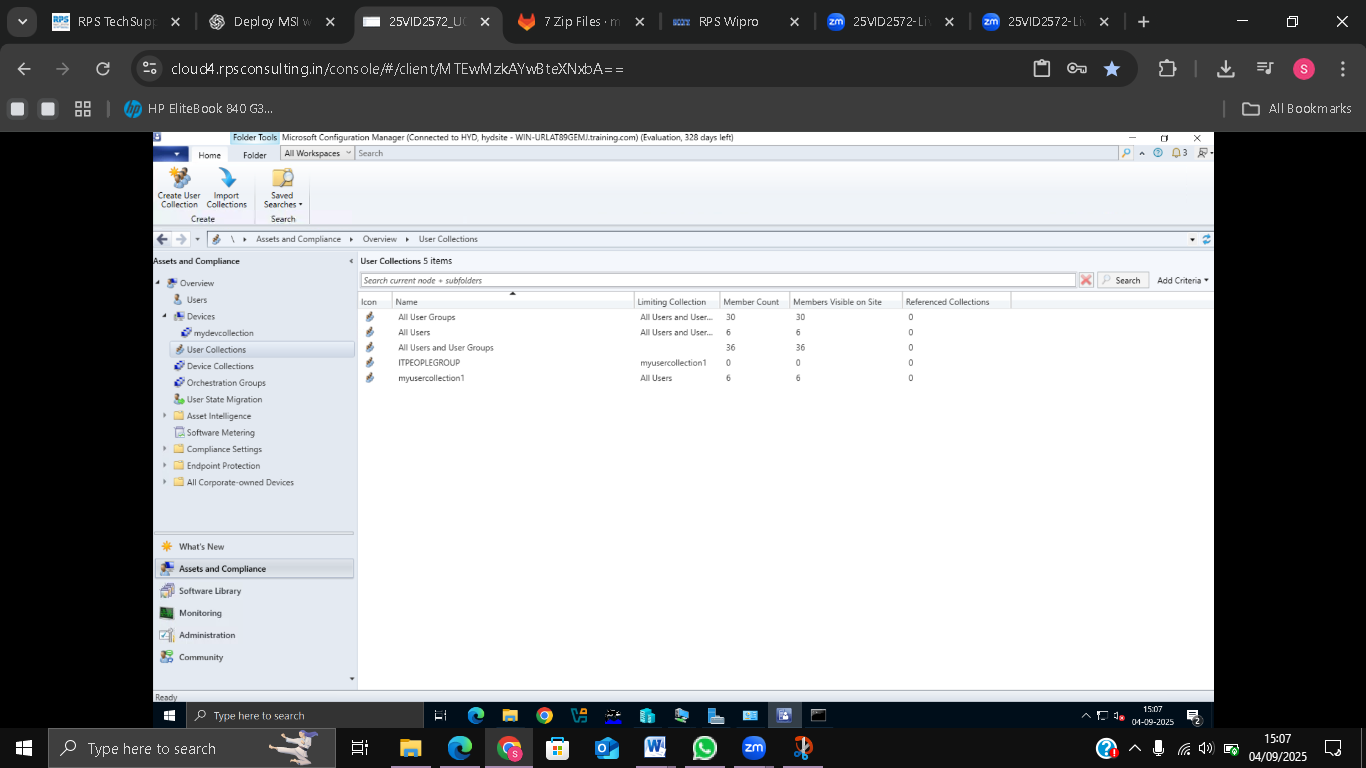 RPS TechSupp
Deploy MSI w
25VID2572_U
7 Zip Files - m
RPS Wipro
25VID2572-Li
25VID2572-Li
cloud4.rpsconsulting.in/console/#/client/MTEwMzkAYwBteXNxbA==
S
HP EliteBook 840 G3...
All Bookmarks
Folder Tools
Microsoft Configuration Manager (Connected to HYD, hydsite - WIN-URLAT89GEMJ.training.com) (Evaluation, 328 days left)
Home
Folder
All Workspaces
Search
3
Create User Collection
Import Collections
Saved Searches
Create
Search
\
Assets and Compliance
Overview
User Collections
Assets and Compliance
Overview
Users
Devices
mydevcollection
User Collections
Device Collections
Orchestration Groups
User State Migration
Asset Intelligence
Software Metering
Compliance Settings
Endpoint Protection
All Corporate-owned Devices
What's New
Assets and Compliance
Software Library
Monitoring
Administration
Community
User Collections 5 items
Search current node + subfolders
Search
Add Criteria
Icon Name Limiting Collection Member Count Members Visible on Site Referenced Collections
All User Groups All Users and User... 30 30 0
All Users All Users and User... 6 6 0
All Users and User Groups 36 36 0
ITPEOPLEGROUP myusercollection1 0 0 0
myusercollection1 All Users 6 6 0
Ready
Type here to search
15:07
04-09-2025
2
Type here to search
zm
15:07
04/09/2025